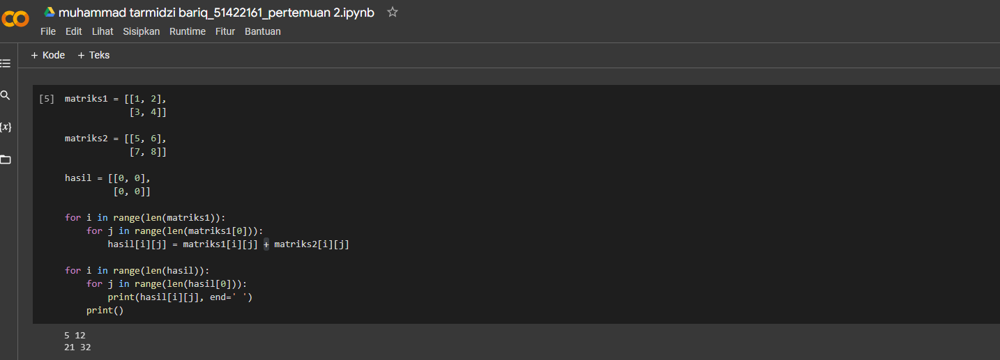 muhammad tarmidzi bariq_51422161_pertemuan 2.ipynb
File Edit Lihat Sisipkan Runtime Fitur Bantuan
+ Kode + Teks
{x}
[5] matriks1 = [[1, 2],
            [3, 4]]
matriks2 = [[5, 6],
            [7, 8]]
hasil = [[0, 0],
         [0, 0]]
for i in range(len(matriks1)):
    for j in range(len(matriks1[0])):
        hasil[i][j] = matriks1[i][j] + matriks2[i][j]
for i in range(len(hasil)):
    for j in range(len(hasil[0])):
        print(hasil[i][j], end=' ')
    print()
5 12
21 32